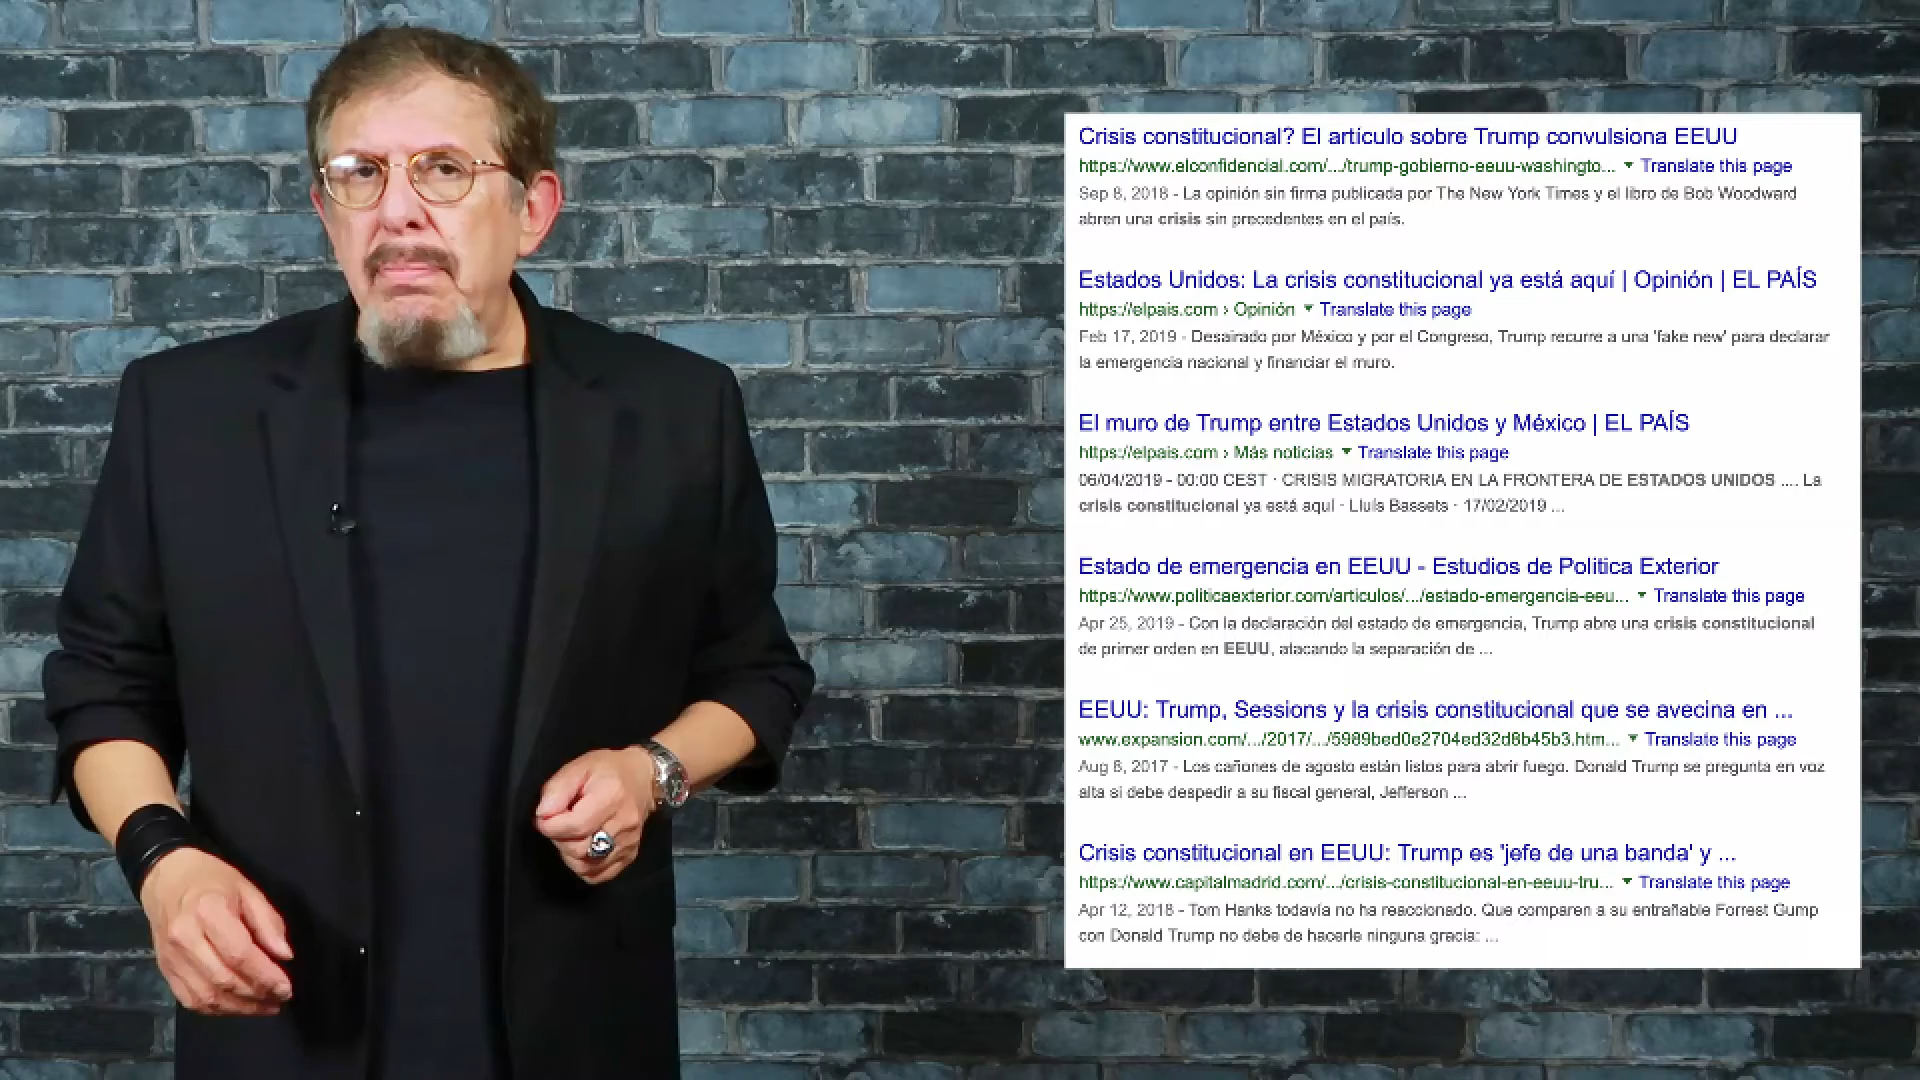 Crisis constitucional? El artículo sobre Trump convulsiona EEUU
https://www.elconfidencial.com/.../trump-gobierno-eeuu-washingto... ▼ Translate this page
Sep 8, 2018 - La opinión sin firma publicada por The New York Times y el libro de Bob Woodward
abren una crisis sin precedentes en el país.
Estados Unidos: La crisis constitucional ya está aquí | Opinión | EL PAÍS
https://elpais.com › Opinión ▼ Translate this page
Feb 17, 2019 - Desairado por México y por el Congreso, Trump recurre a una 'fake new' para declarar
la emergencia nacional y financiar el muro.
El muro de Trump entre Estados Unidos y México | EL PAÍS
https://elpais.com › Más noticias ▼ Translate this page
06/04/2019 - 00:00 CEST · CRISIS MIGRATORIA EN LA FRONTERA DE ESTADOS UNIDOS .... La
crisis constitucional ya está aquí · Lluís Bassets · 17/02/2019 ...
Estado de emergencia en EEUU - Estudios de Política Exterior
https://www.politicaexterior.com/articulos/.../estado-emergencia-eeu... ▼ Translate this page
Apr 25, 2019 - Con la declaración del estado de emergencia, Trump abre una crisis constitucional
de primer orden en EEUU, atacando la separación de ...
EEUU: Trump, Sessions y la crisis constitucional que se avecina en ...
www.expansion.com/.../2017/.../5989bed0e2704ed32d8b45b3.htm... ▼ Translate this page
Aug 8, 2017 - Los cañones de agosto están listos para abrir fuego. Donald Trump se pregunta en voz
alta si debe despedir a su fiscal general, Jefferson ...
Crisis constitucional en EEUU: Trump es 'jefe de una banda' y ...
https://www.capitalmadrid.com/.../crisis-constitucional-en-eeuu-tru... ▼ Translate this page
Apr 12, 2018 - Tom Hanks todavía no ha reaccionado. Que comparen a su entrañable Forrest Gump
con Donald Trump no debe de hacerle ninguna gracia: ...